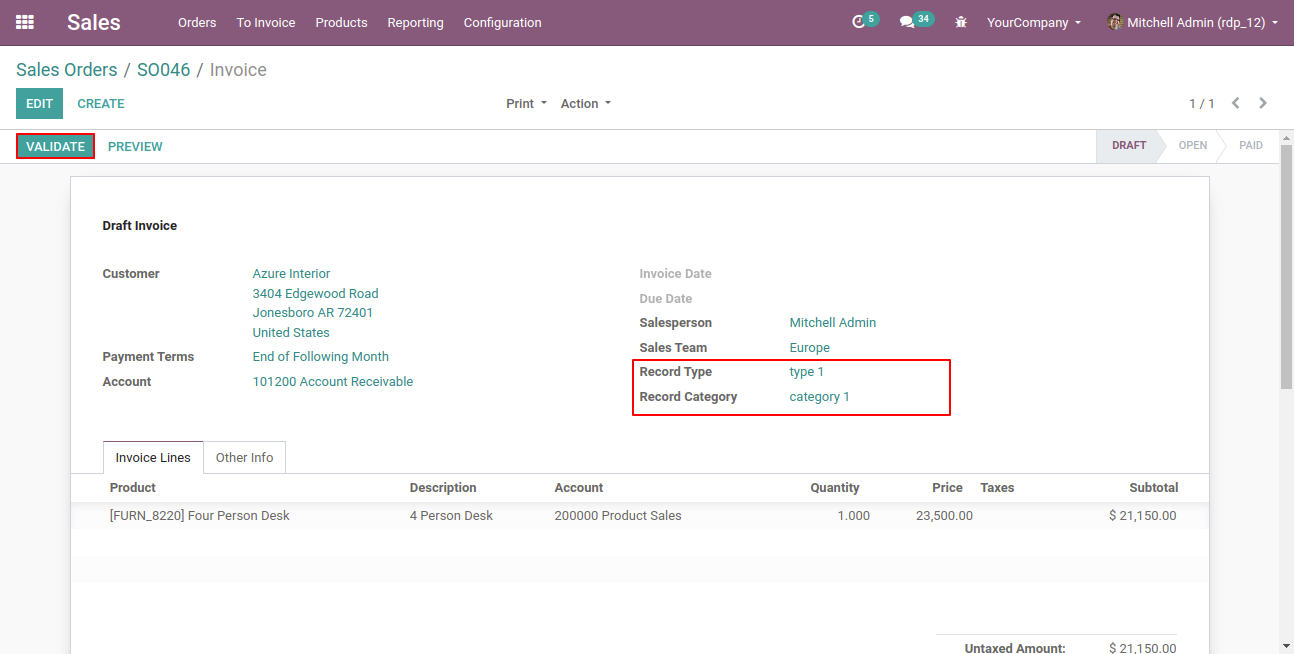 Sales Orders To Invoice Products Reporting Configuration 5 34 YourCompany Mitchell Admin (rdp_12)
Sales Orders / SO046 / Invoice
EDIT CREATE Print Action 1 / 1
VALIDATE PREVIEW DRAFT OPEN PAID
Draft Invoice
Customer Azure Interior Invoice Date
3404 Edgewood Road Due Date
Jonesboro AR 72401 Salesperson Mitchell Admin
United States Sales Team Europe
Payment Terms End of Following Month Record Type type 1
Account 101200 Account Receivable Record Category category 1
Invoice Lines Other Info
Product Description Account Quantity Price Taxes Subtotal
[FURN_8220] Four Person Desk 4 Person Desk 200000 Product Sales 1.000 23,500.00 $ 21,150.00
Untaxed Amount: $ 21,150.00